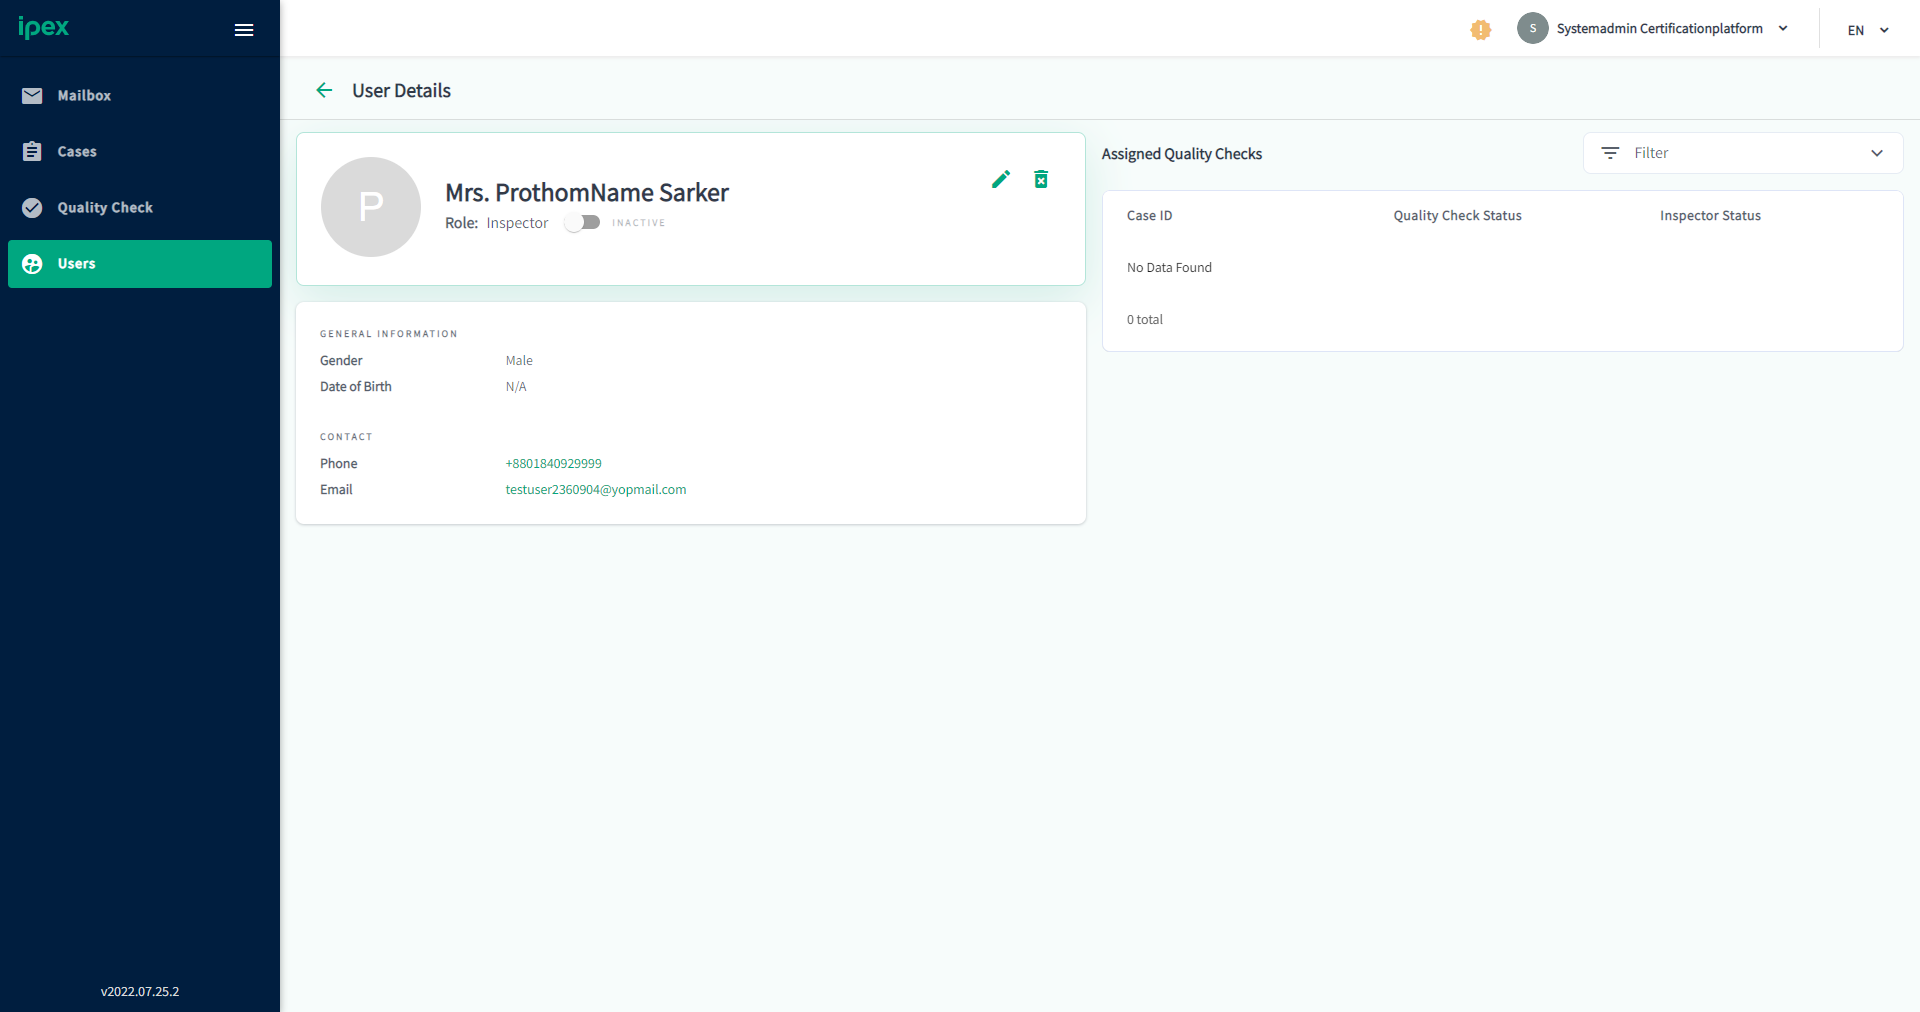 ipex
S
Systemadmin Certificationplatform
EN
Mailbox
Cases
Quality Check
Users
v2022.07.25.2
User Details
P
Mrs. ProthomName Sarker
Role: Inspector
INACTIVE
GENERAL INFORMATION
Gender Male
Date of Birth N/A
CONTACT
Phone +8801840929999
Email testuser2360904@yopmail.com
Assigned Quality Checks
Filter
Case ID Quality Check Status Inspector Status
No Data Found
0 total